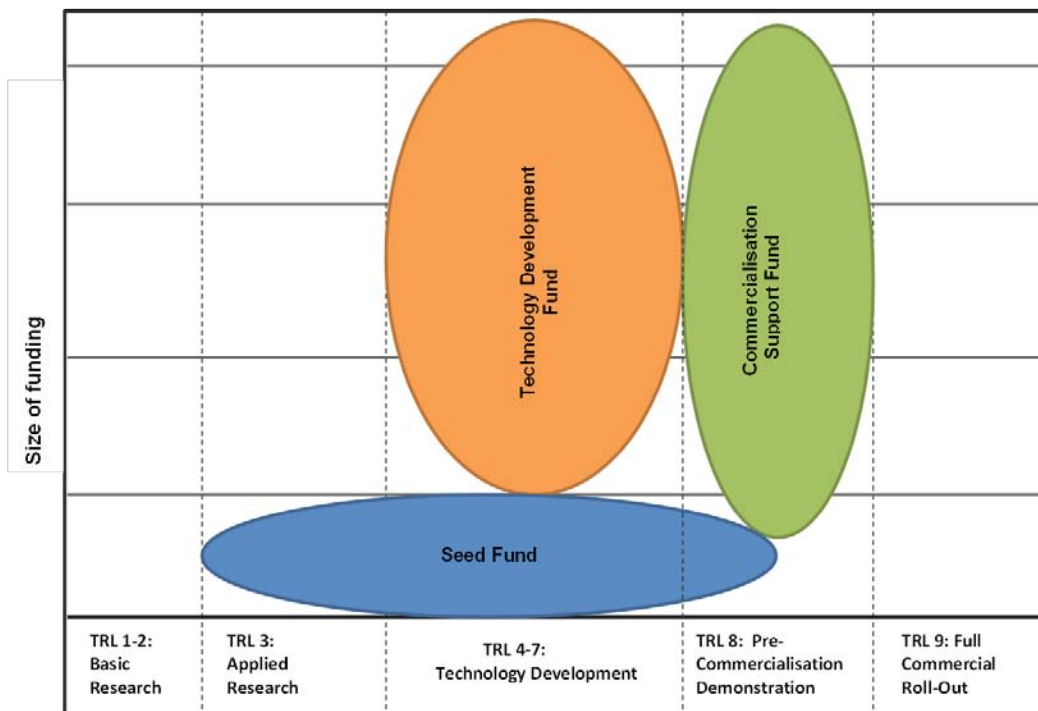 Size of funding
Technology Development
Fund
Commercialisation
Support Fund
Seed Fund
TRL 1-2:
Basic
Research
TRL 3:
Applied
Research
TRL 4-7:
Technology Development
TRL 8: Pre-
Commercialisation
Demonstration
TRL 9: Full
Commercial
Roll-Out